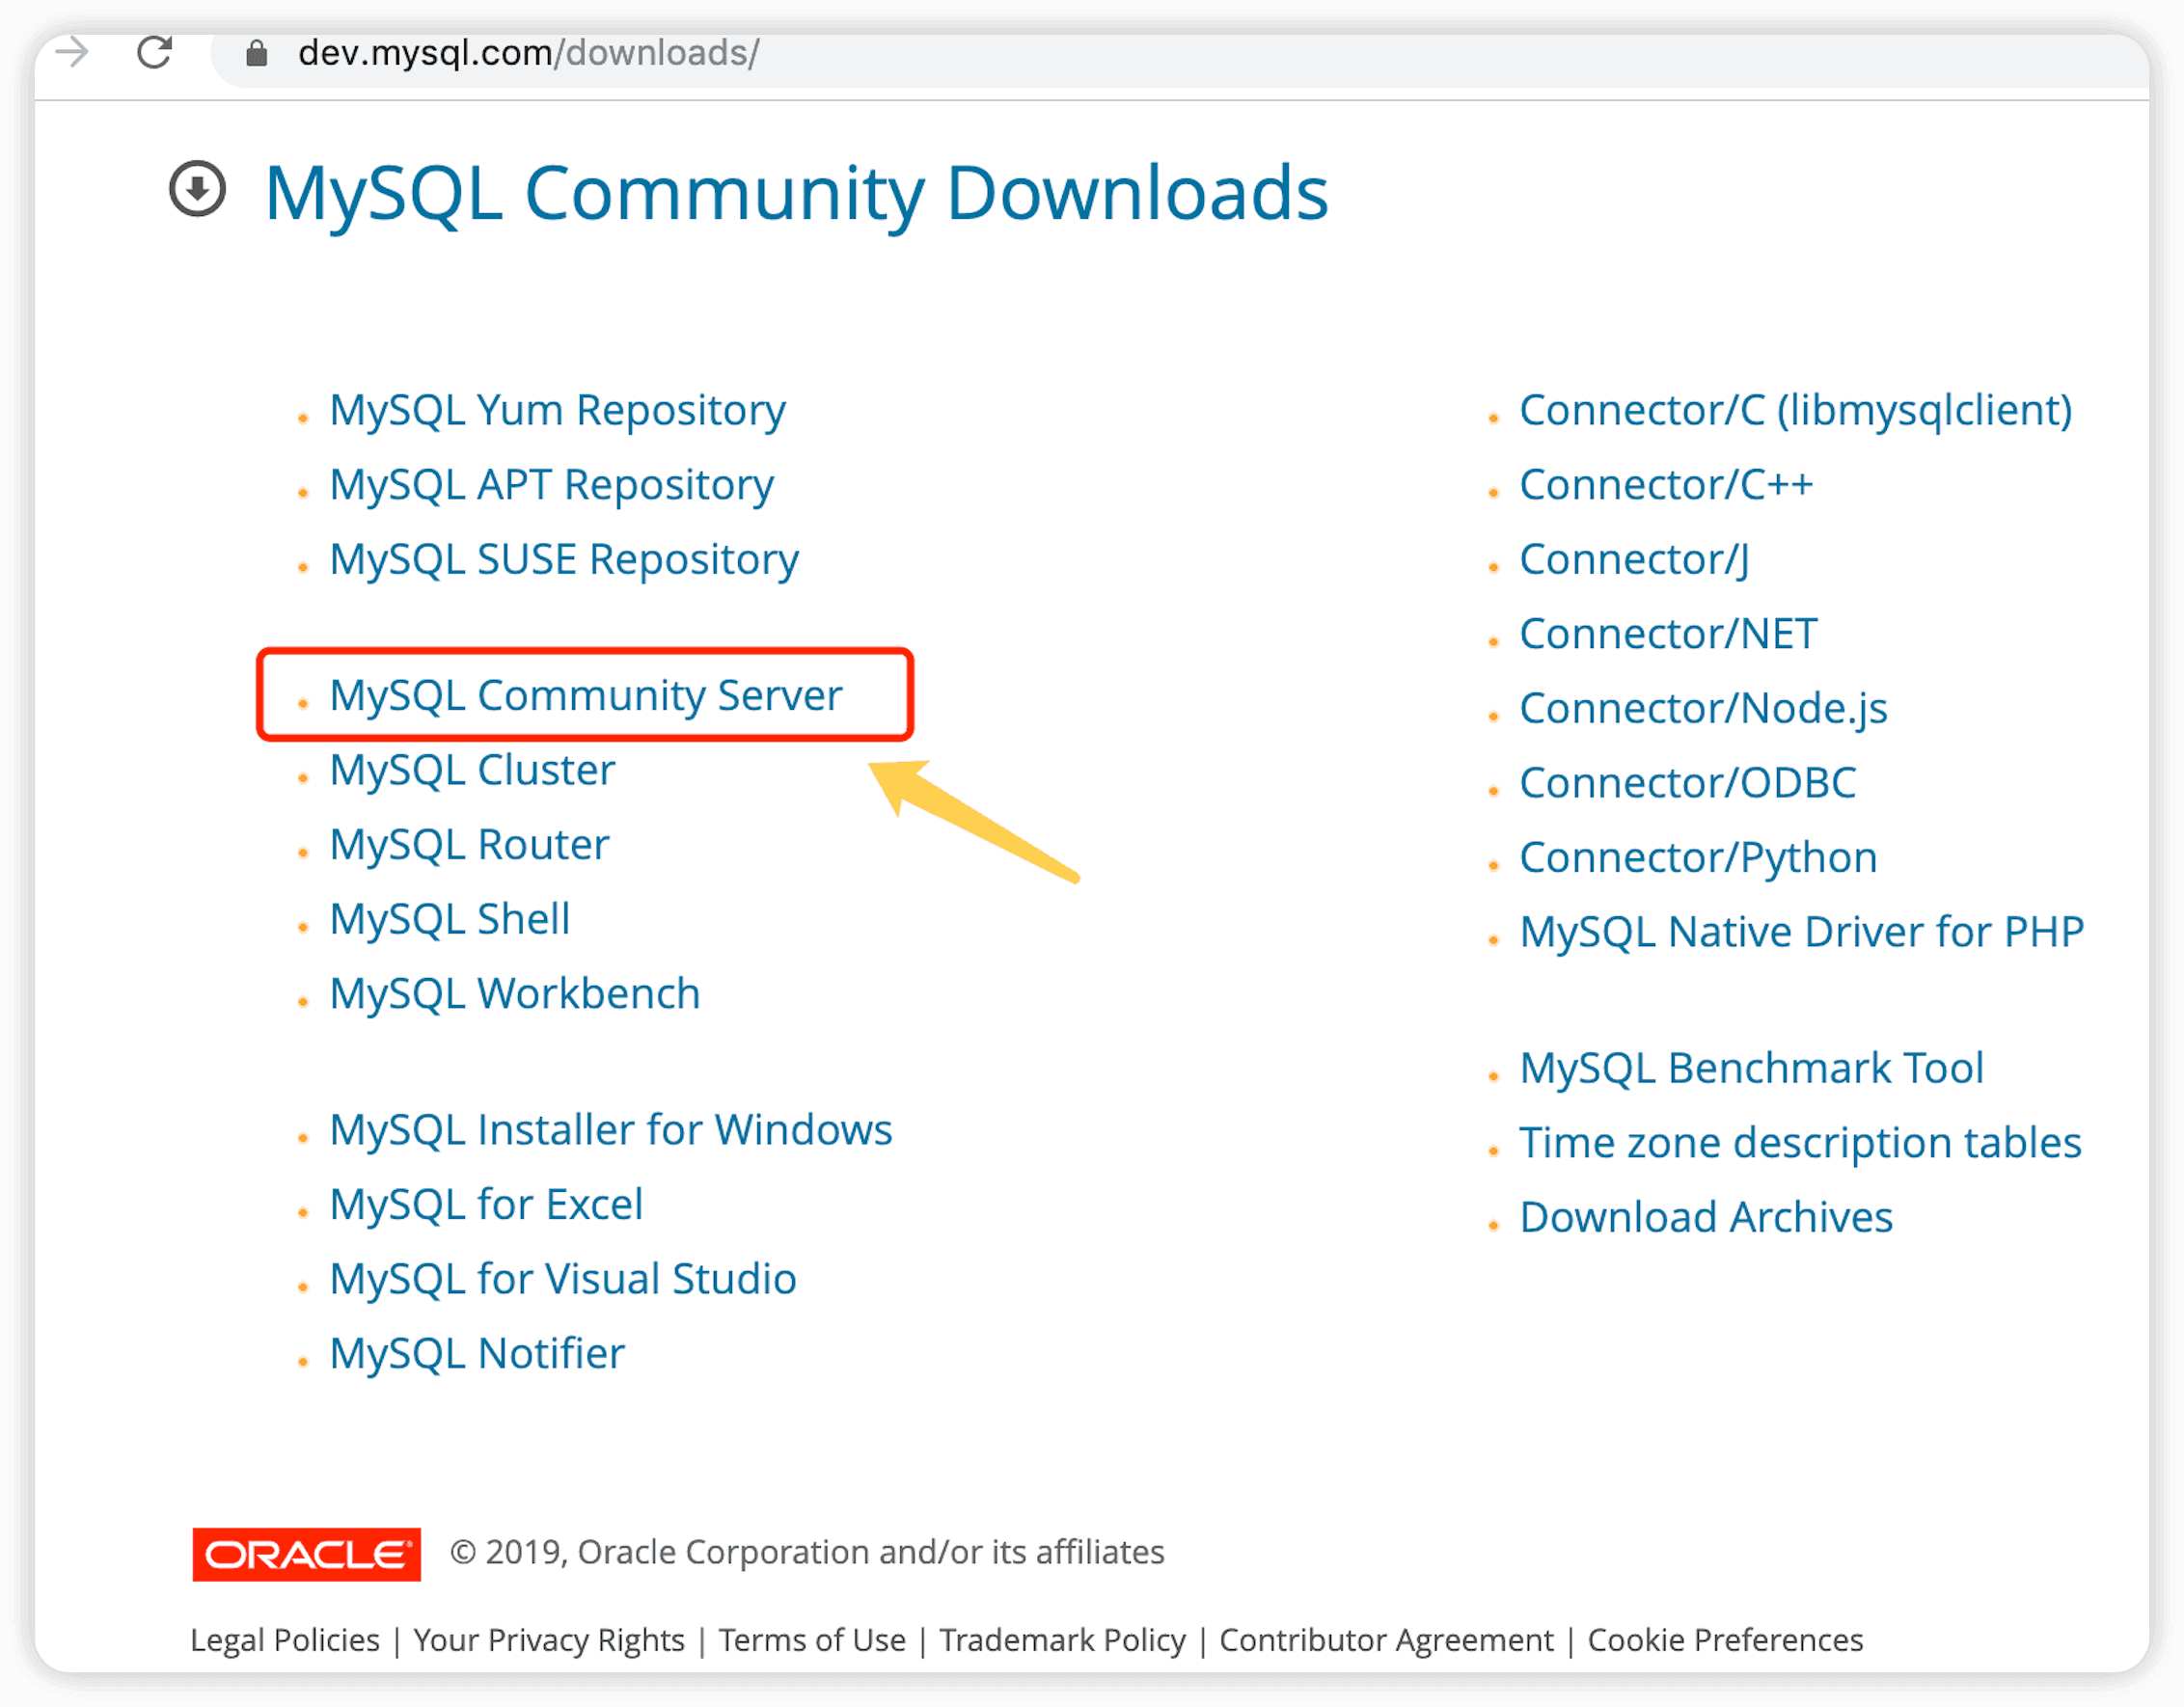 dev.mysql.com/downloads/
MySQL Community Downloads
MySQL Yum Repository
MySQL APT Repository
MySQL SUSE Repository
MySQL Community Server
MySQL Cluster
MySQL Router
MySQL Shell
MySQL Workbench
MySQL Installer for Windows
MySQL for Excel
MySQL for Visual Studio
MySQL Notifier
Connector/C (libmysqlclient)
Connector/C++
Connector/J
Connector/NET
Connector/Node.js
Connector/ODBC
Connector/Python
MySQL Native Driver for PHP
MySQL Benchmark Tool
Time zone description tables
Download Archives
ORACLE® © 2019, Oracle Corporation and/or its affiliates
Legal Policies | Your Privacy Rights | Terms of Use | Trademark Policy | Contributor Agreement | Cookie Preferences